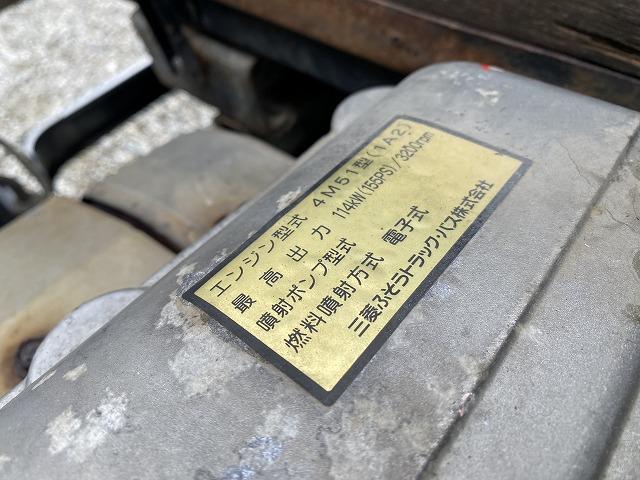 エンジン型式 4M51型(1A2)
最高出力 114kW(155PS)/3200rpm
噴射ポンプ型式
燃料噴射方式 電子式
三菱ふそうトラック・バス株式会社